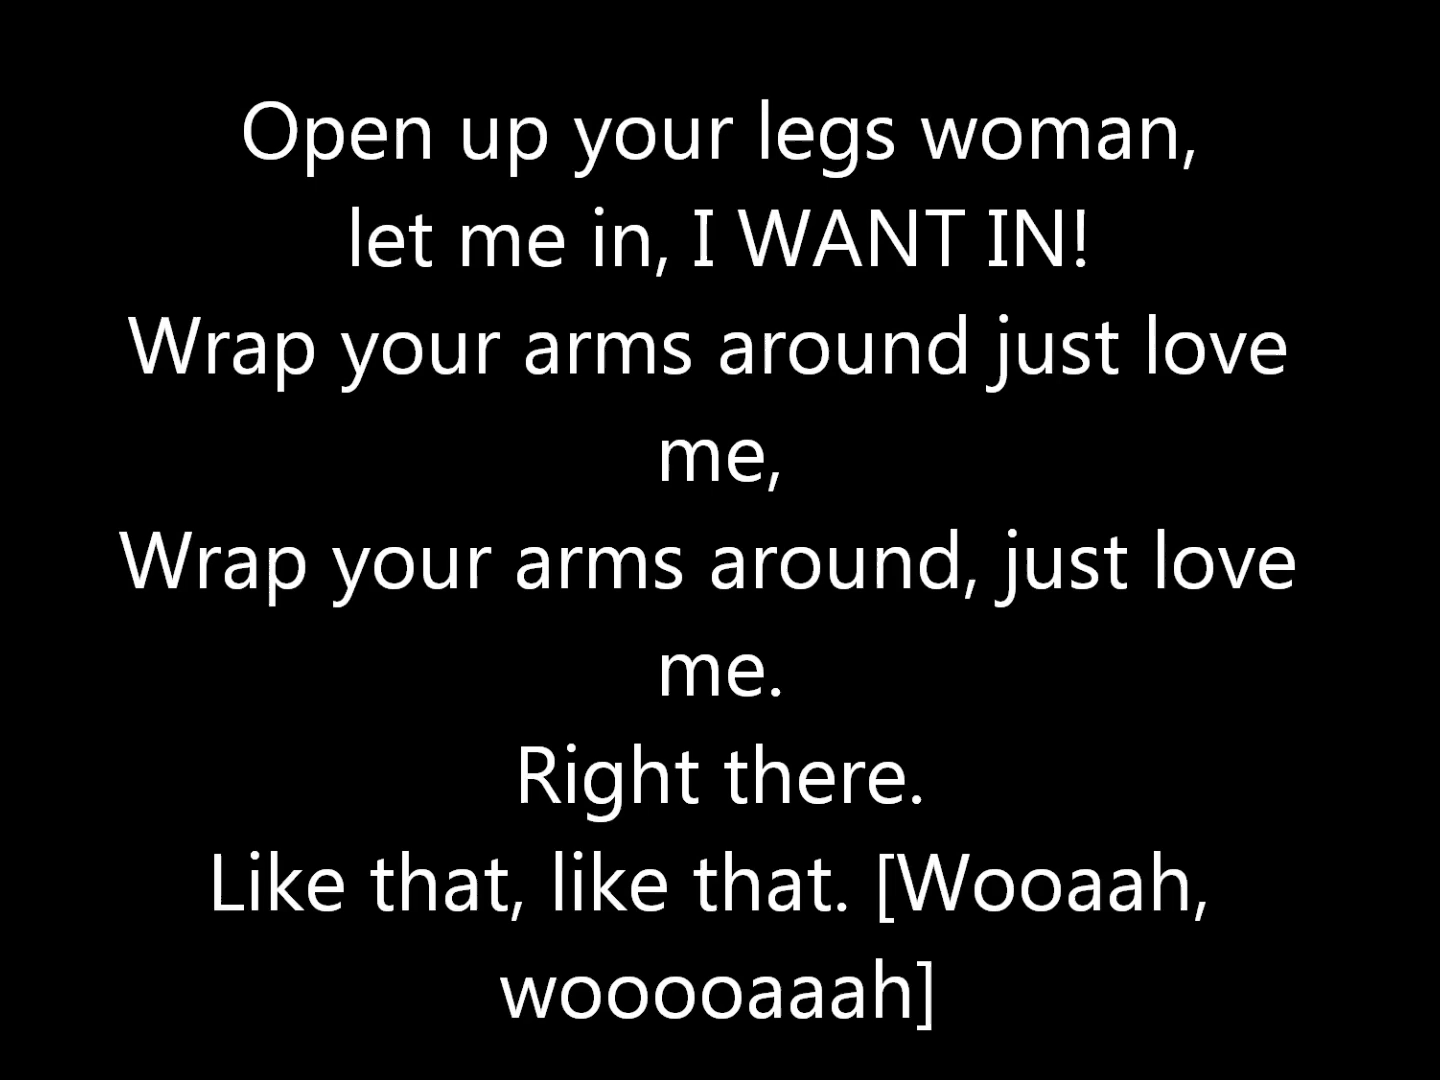 Open up your legs woman,
let me in, I WANT IN!
Wrap your arms around just love
me,
Wrap your arms around, just love
me.
Right there.
Like that, like that. [Wooaah,
wooooaaah]